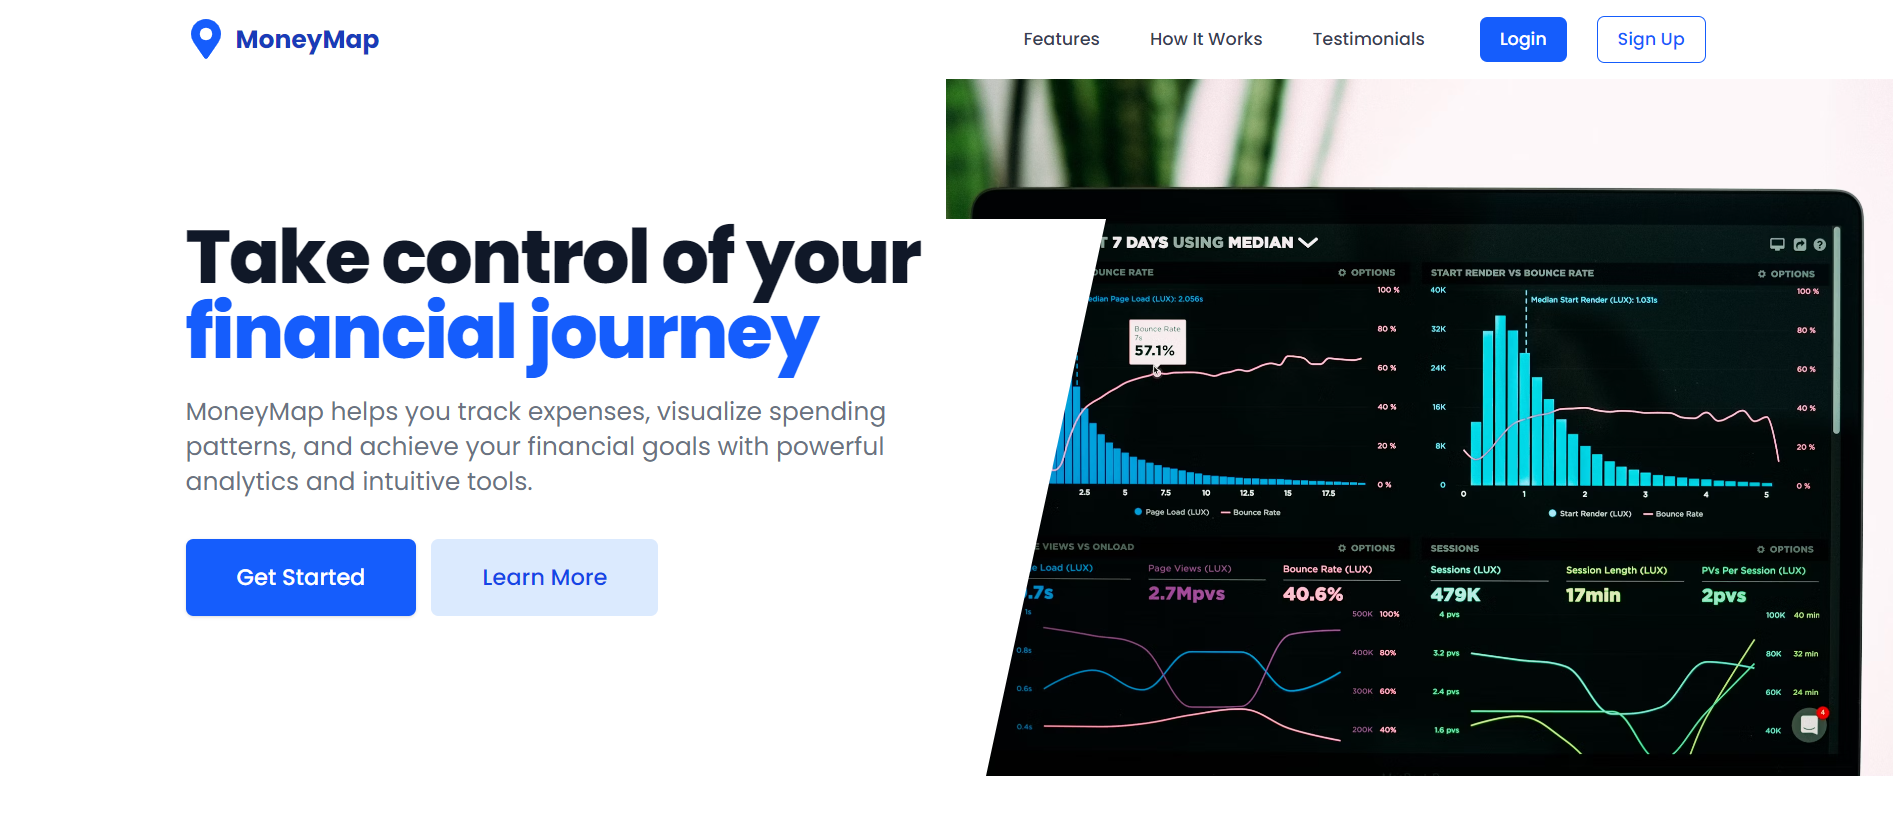 MoneyMap
Features
How It Works
Testimonials
Login
Sign Up
Take control of your
financial journey
MoneyMap helps you track expenses, visualize spending
patterns, and achieve your financial goals with powerful
analytics and intuitive tools.
Get Started
Learn More
7 DAYS USING MEDIAN
BOUNCE RATE
OPTIONS
Page Load (LUX): 2.056s
Bounce Rate
7s
57.1%
100 %
80 %
60 %
40 %
20 %
0 %
2.5 5 7.5 10 12.5 15 17.5
Page Load (LUX) Bounce Rate
START RENDER VS BOUNCE RATE
OPTIONS
Median Start Render (LUX): 1.031s
40K
32K
24K
16K
8K
0
100 %
80 %
60 %
40 %
20 %
0 %
0 1 2 3 4 5
Start Render (LUX) Bounce Rate
VIEWS VS ONLOAD
OPTIONS
Load (LUX)
.7s
Page Views (LUX)
2.7Mpvs
Bounce Rate (LUX)
40.6%
1s
0.8s
0.6s
0.4s
500K 100%
400K 80%
300K 60%
200K 40%
SESSIONS
OPTIONS
Sessions (LUX)
479K
Session Length (LUX)
17min
PVs Per Session (LUX)
2pvs
4 pvs
3.2 pvs
2.4 pvs
1.6 pvs
100K 40 min
80K 32 min
60K 24 min
40K
4